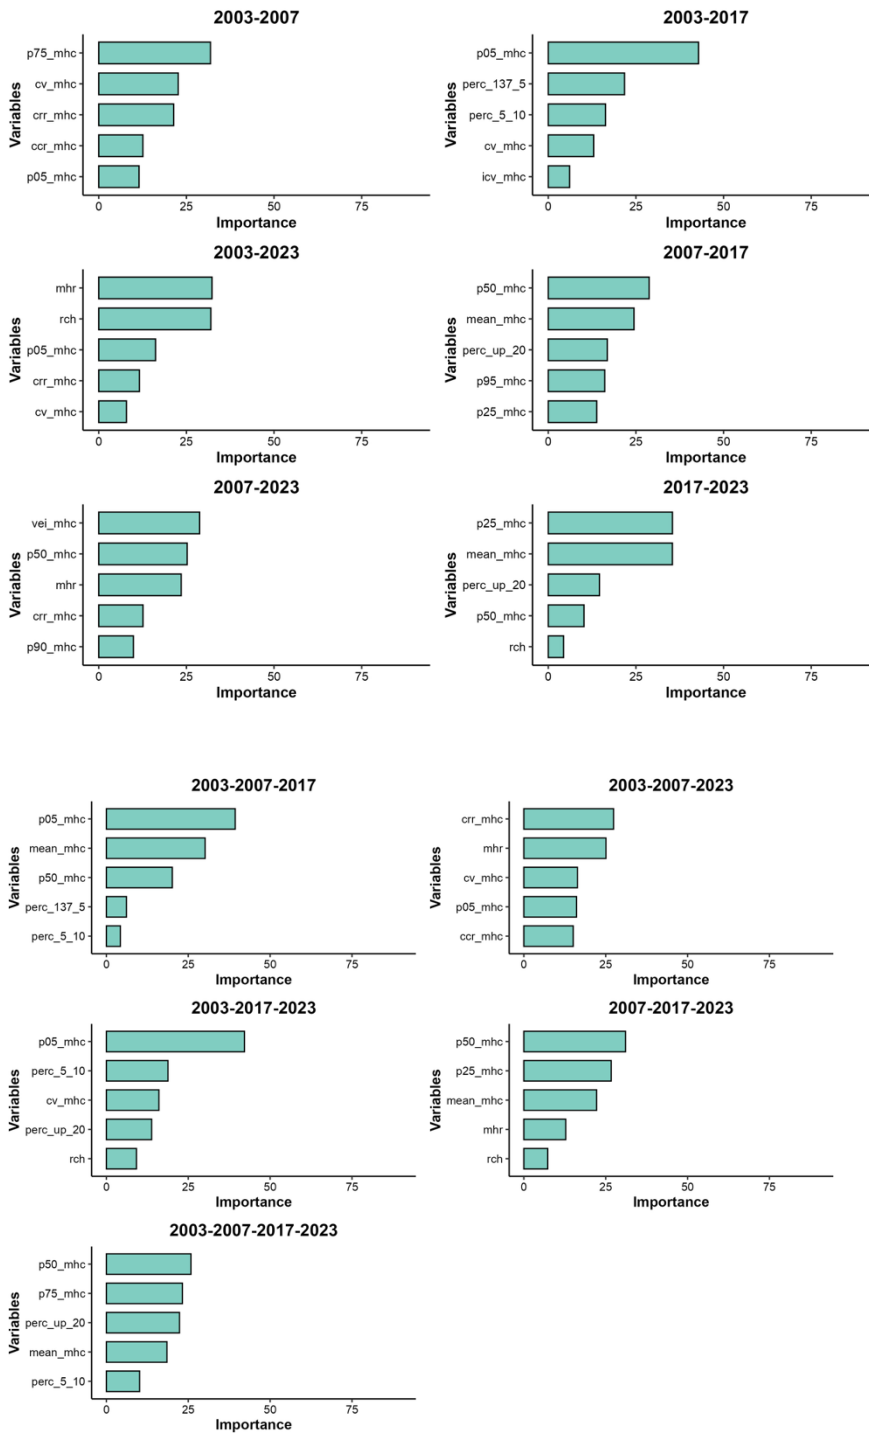 2003-2007
Variables
p75_mhc
cv_mhc
crr_mhc
ccr_mhc
p05_mhc
0 25 50 75
Importance
2003-2017
Variables
p05_mhc
perc_137_5
perc_5_10
cv_mhc
icv_mhc
0 25 50 75
Importance
2003-2023
Variables
mhr
rch
p05_mhc
crr_mhc
cv_mhc
0 25 50 75
Importance
2007-2017
Variables
p50_mhc
mean_mhc
perc_up_20
p95_mhc
p25_mhc
0 25 50 75
Importance
2007-2023
Variables
vei_mhc
p50_mhc
mhr
crr_mhc
p90_mhc
0 25 50 75
Importance
2017-2023
Variables
p25_mhc
mean_mhc
perc_up_20
p50_mhc
rch
0 25 50 75
Importance
2003-2007-2017
Variables
p05_mhc
mean_mhc
p50_mhc
perc_137_5
perc_5_10
0 25 50 75
Importance
2003-2007-2023
Variables
crr_mhc
mhr
cv_mhc
p05_mhc
ccr_mhc
0 25 50 75
Importance
2003-2017-2023
Variables
p05_mhc
perc_5_10
cv_mhc
perc_up_20
rch
0 25 50 75
Importance
2007-2017-2023
Variables
p50_mhc
p25_mhc
mean_mhc
mhr
rch
0 25 50 75
Importance
2003-2007-2017-2023
Variables
p50_mhc
p75_mhc
perc_up_20
mean_mhc
perc_5_10
0 25 50 75
Importance